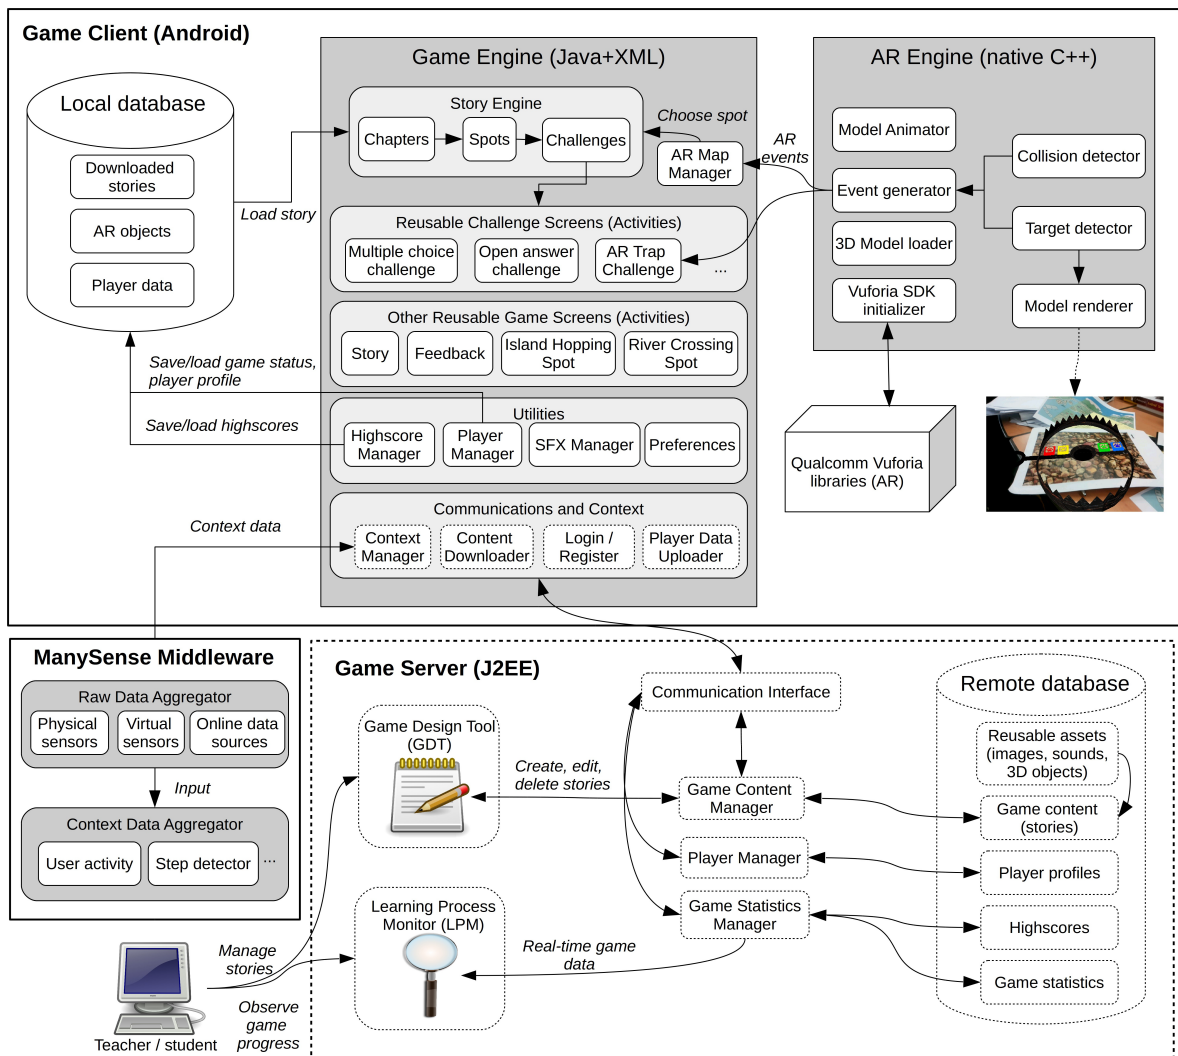 Game Client (Android)
Local database
Downloaded
stories
AR objects
Player data
Load story
Game Engine (Java+XML)
Story Engine
Chapters
Spots
Challenges
Choose spot
AR Map
Manager
AR
events
Reusable Challenge Screens (Activities)
Multiple choice
challenge
Open answer
challenge
AR Trap
Challenge
...
Other Reusable Game Screens (Activities)
Story
Feedback
Island Hopping
Spot
River Crossing
Spot
Save/load game status,
player profile
Save/load highscores
Utilities
Highscore
Manager
Player
Manager
SFX Manager
Preferences
Communications and Context
Context data
Context
Manager
Content
Downloader
Login /
Register
Player Data
Uploader
AR Engine (native C++)
Model Animator
Collision detector
Event generator
3D Model loader
Target detector
Vuforia SDK
initializer
Model renderer
Qualcomm Vuforia
libraries (AR)
ManySense Middleware
Raw Data Aggregator
Physical
sensors
Virtual
sensors
Online data
sources
Input
Context Data Aggregator
User activity
Step detector
...
Game Server (J2EE)
Game Design Tool
(GDT)
Create, edit,
delete stories
Communication Interface
Game Content
Manager
Player Manager
Game Statistics
Manager
Learning Process
Monitor (LPM)
Real-time game
data
Remote database
Reusable assets
(images, sounds,
3D objects)
Game content
(stories)
Player profiles
Highscores
Game statistics
Manage
stories
Observe
game
progress
Teacher / student